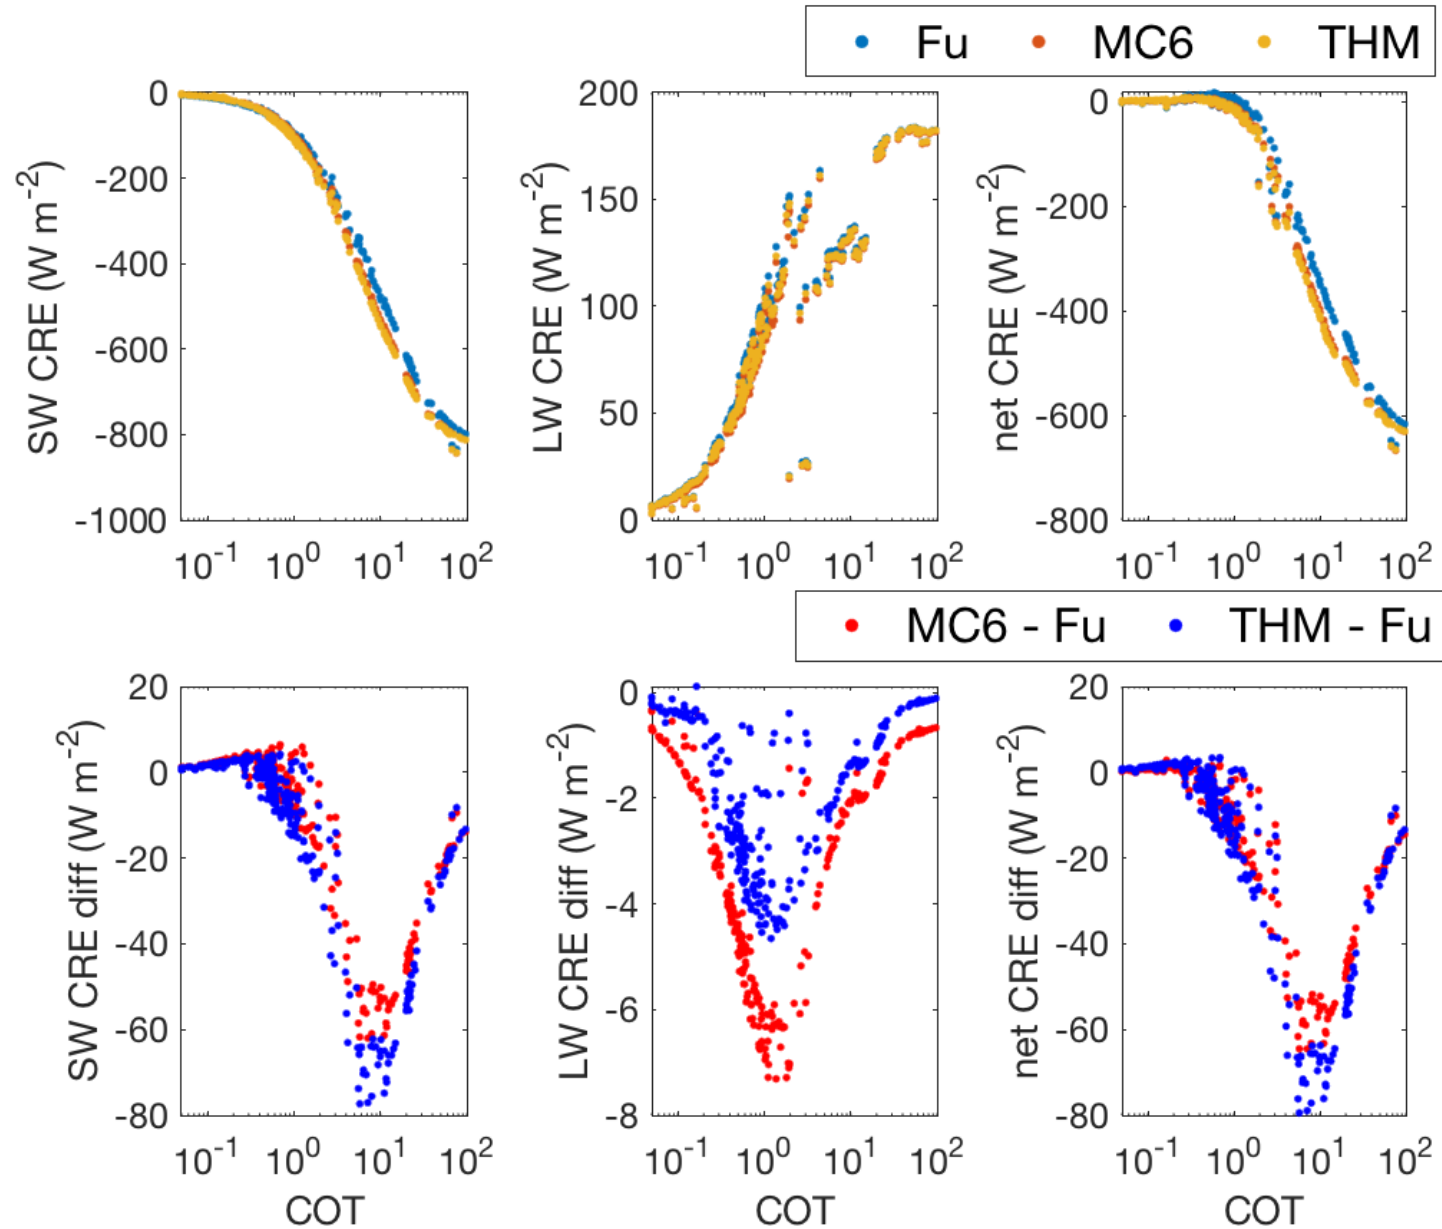 Fu MC6 THM
SW CRE (W m-2)
0
-200
-400
-600
-800
-1000
10-1 100 101 102
LW CRE (W m-2)
200
150
100
50
0
10-1 100 101 102
net CRE (W m-2)
0
-200
-400
-600
-800
10-1 100 101 102
MC6 - Fu THM - Fu
SW CRE diff (W m-2)
20
0
-20
-40
-60
-80
10-1 100 101 102
COT
LW CRE diff (W m-2)
0
-2
-4
-6
-8
10-1 100 101 102
COT
net CRE diff (W m-2)
20
0
-20
-40
-60
-80
10-1 100 101 102
COT